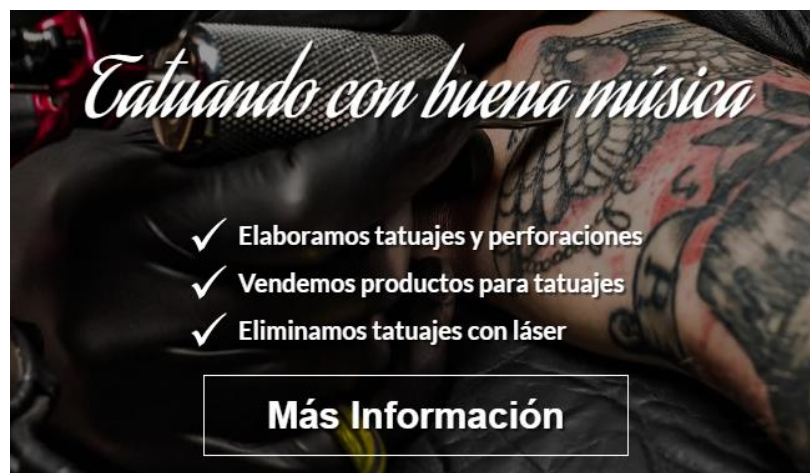 Tatuando con buena música
Elaboramos tatuajes y perforaciones
Vendemos productos para tatuajes
Eliminamos tatuajes con láser
Más Información